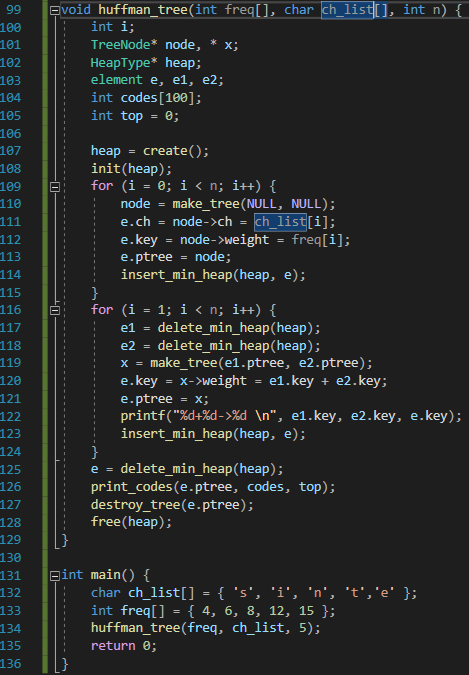 99 void huffman_tree(int freq[], char ch_list[], int n) {
100 int i;
101 TreeNode* node, * x;
102 HeapType* heap;
103 element e, e1, e2;
104 int codes[100];
105 int top = 0;
106
107 heap = create();
108 init(heap);
109 for (i = 0; i < n; i++) {
110 node = make_tree(NULL, NULL);
111 e.ch = node->ch = ch_list[i];
112 e.key = node->weight = freq[i];
113 e.ptree = node;
114 insert_min_heap(heap, e);
115 }
116 for (i = 1; i < n; i++) {
117 e1 = delete_min_heap(heap);
118 e2 = delete_min_heap(heap);
119 x = make_tree(e1.ptree, e2.ptree);
120 e.key = x->weight = e1.key + e2.key;
121 e.ptree = x;
122 printf("%d+%d->%d \n", e1.key, e2.key, e.key);
123 insert_min_heap(heap, e);
124 }
125 e = delete_min_heap(heap);
126 print_codes(e.ptree, codes, top);
127 destroy_tree(e.ptree);
128 free(heap);
129 }
130
131 int main() {
132 char ch_list[] = { 's', 'i', 'n', 't','e' };
133 int freq[] = { 4, 6, 8, 12, 15 };
134 huffman_tree(freq, ch_list, 5);
135 return 0;
136 }